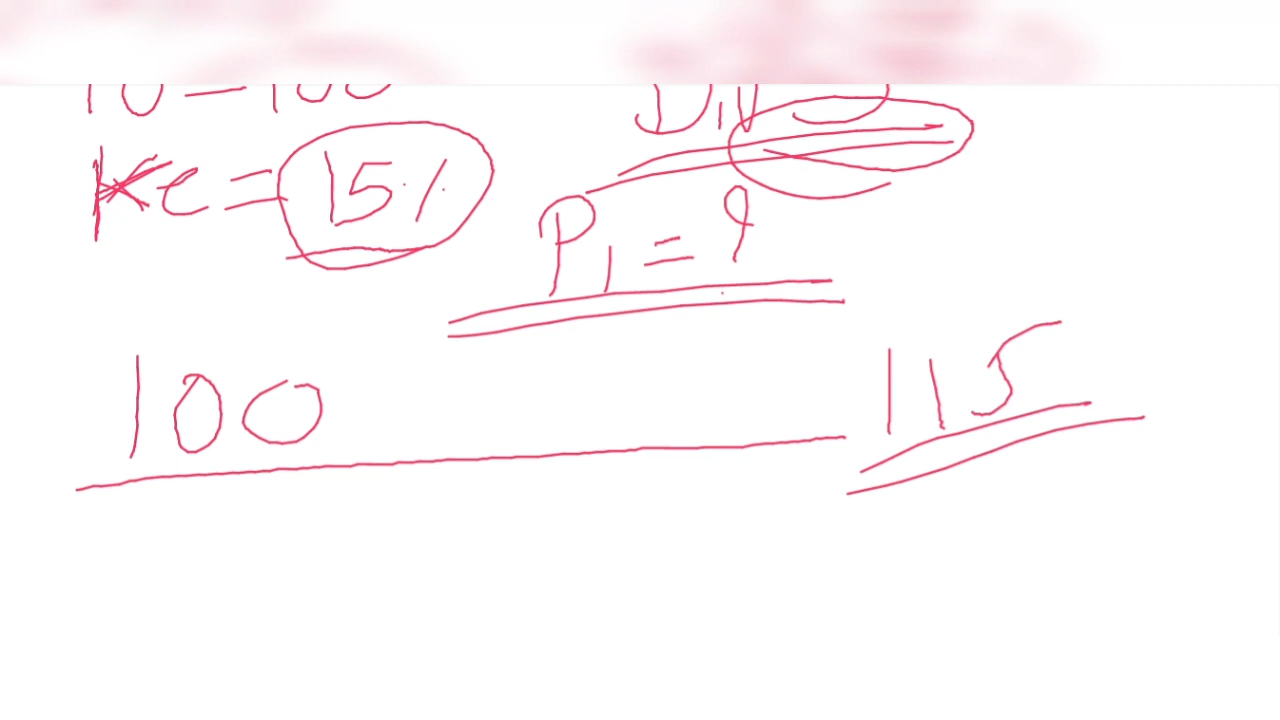 Ke = 15%
P1 = ?
100 115